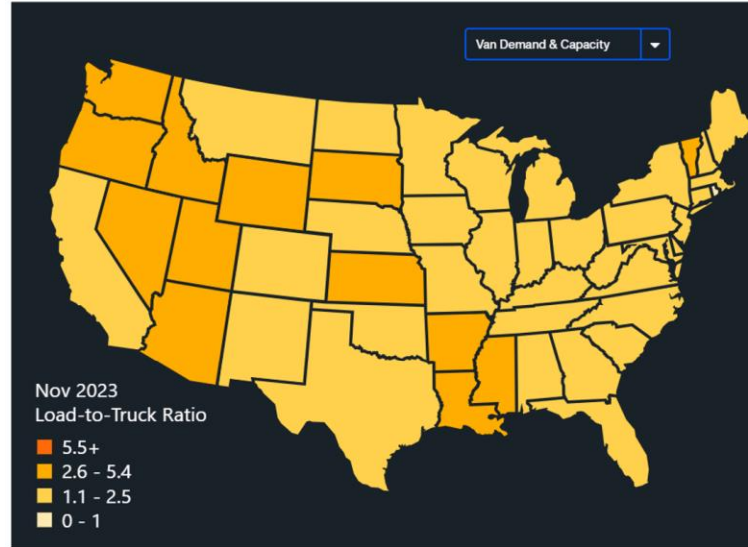 Van Demand & Capacity
Nov 2023
Load-to-Truck Ratio
5.5+
2.6 - 5.4
1.1 - 2.5
0 - 1